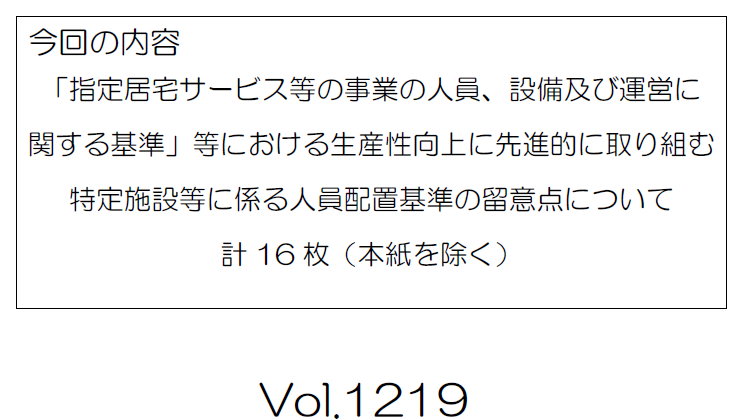 今回の内容
「指定居宅サービス等の事業の人員、設備及び運営に
関する基準」等における生産性向上に先進的に取り組む
特定施設等に係る人員配置基準の留意点について
計 16 枚（本紙を除く）
Vol.1219